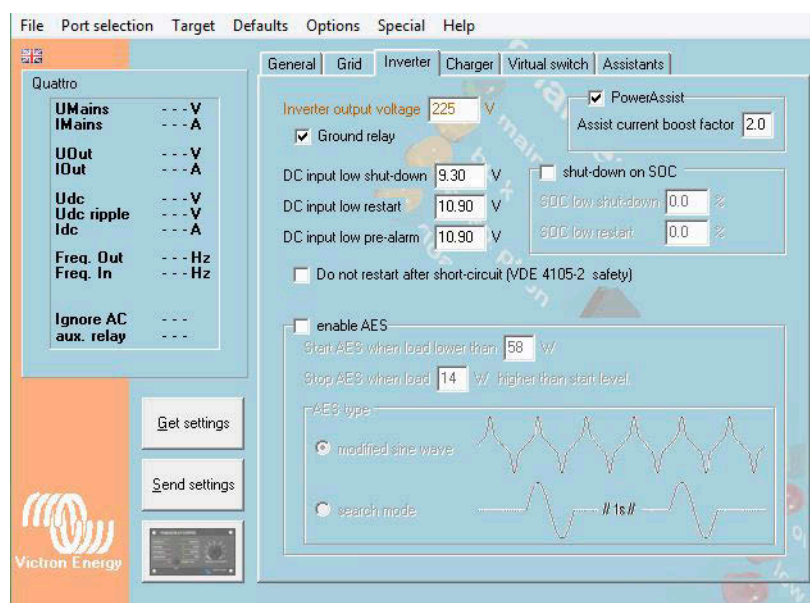 File Port selection Target Defaults Options Special Help
Quattro
UMains - - - V
IMains - - - A
UOut - - - V
IOut - - - A
Udc - - - V
Udc ripple - - - V
Idc - - - A
Freq. Out - - - Hz
Freq. In - - - Hz
Ignore AC - - -
aux. relay - - -
Get settings
Send settings
Victron Energy
General Grid Inverter Charger Virtual switch Assistants
Inverter output voltage 225 V
Ground relay
PowerAssist
Assist current boost factor 2.0
DC input low shut-down 9.30 V
DC input low restart 10.90 V
DC input low pre-alarm 10.90 V
shut-down on SOC
SOC low shut-down 0.0 %
SOC low restart 0.0 %
Do not restart after short-circuit (VDE 4105-2 safety)
enable AES
Start AES when load lower than 58 W
Stop AES when load 14 W higher than start level.
AES type
modified sine wave
search mode
// 1s //